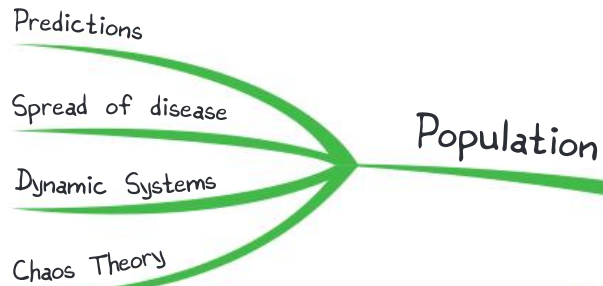 Predictions
Spread of disease
Dynamic Systems
Chaos Theory
Population